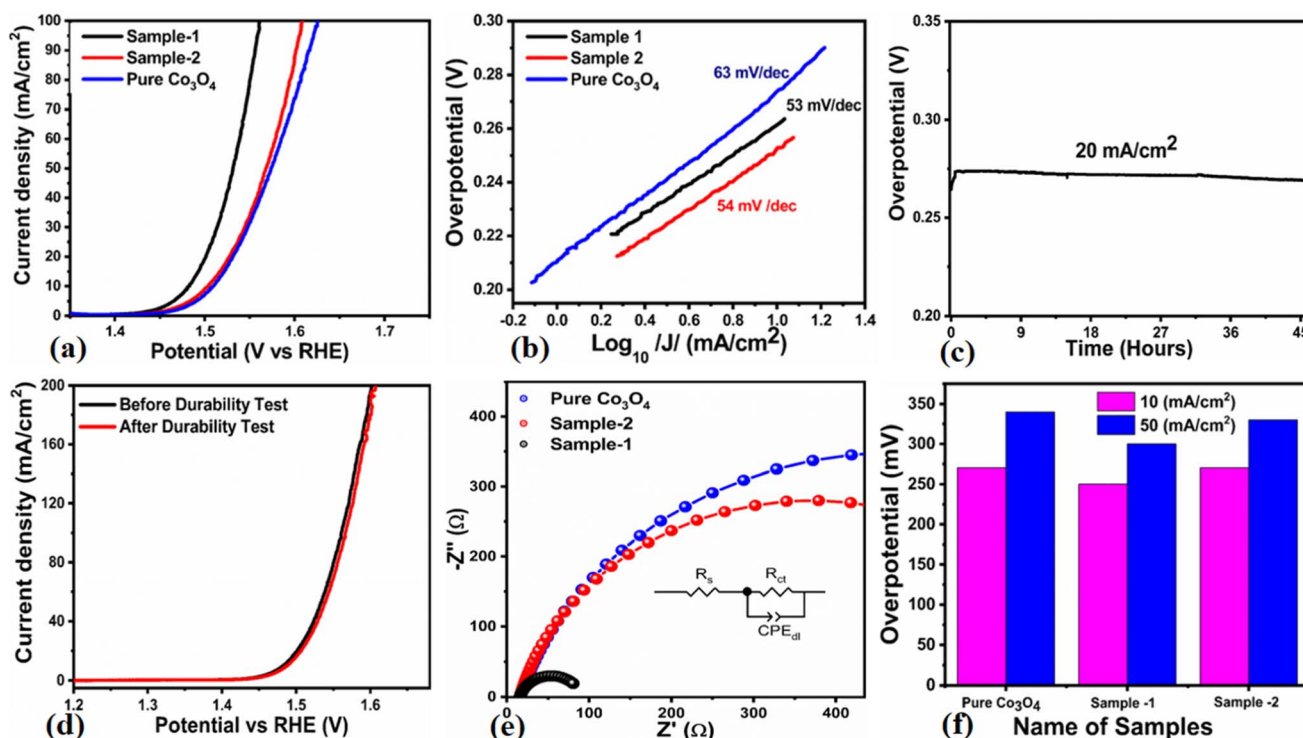 100
90
80
70
60
50
40
30
20
10
0
Current density (mA/cm²)
Sample-1
Sample-2
Pure Co₃O₄
1.4
1.5
1.6
1.7
(a)
Potential (V vs RHE)
0.30
0.28
0.26
0.24
0.22
0.20
Overpotential (V)
Sample 1
Sample 2
Pure Co₃O₄
63 mV/dec
53 mV/dec
54 mV /dec
-0.2
0.0
0.2
0.4
0.6
0.8
1.0
1.2
1.4
(b)
Log₁₀ /J/ (mA/cm²)
0.35
0.30
0.25
0.20
Overpotential (V)
20 mA/cm²
0
9
18
27
36
45
(c)
Time (Hours)
200
160
120
80
40
0
Current density (mA/cm²)
Before Durability Test
After Durability Test
1.2
1.3
1.4
1.5
1.6
(d)
Potential vs RHE (V)
400
300
200
100
0
-Z'' (Ω)
Pure Co₃O₄
Sample-2
Sample-1
Rs
Rct
CPEdl
0
100
200
300
400
(e)
Z' (Ω)
400
350
300
250
200
150
100
50
0
Overpotential (mV)
10 (mA/cm²)
50 (mA/cm²)
Pure Co₃O₄
Sample -1
Sample -2
(f)
Name of Samples